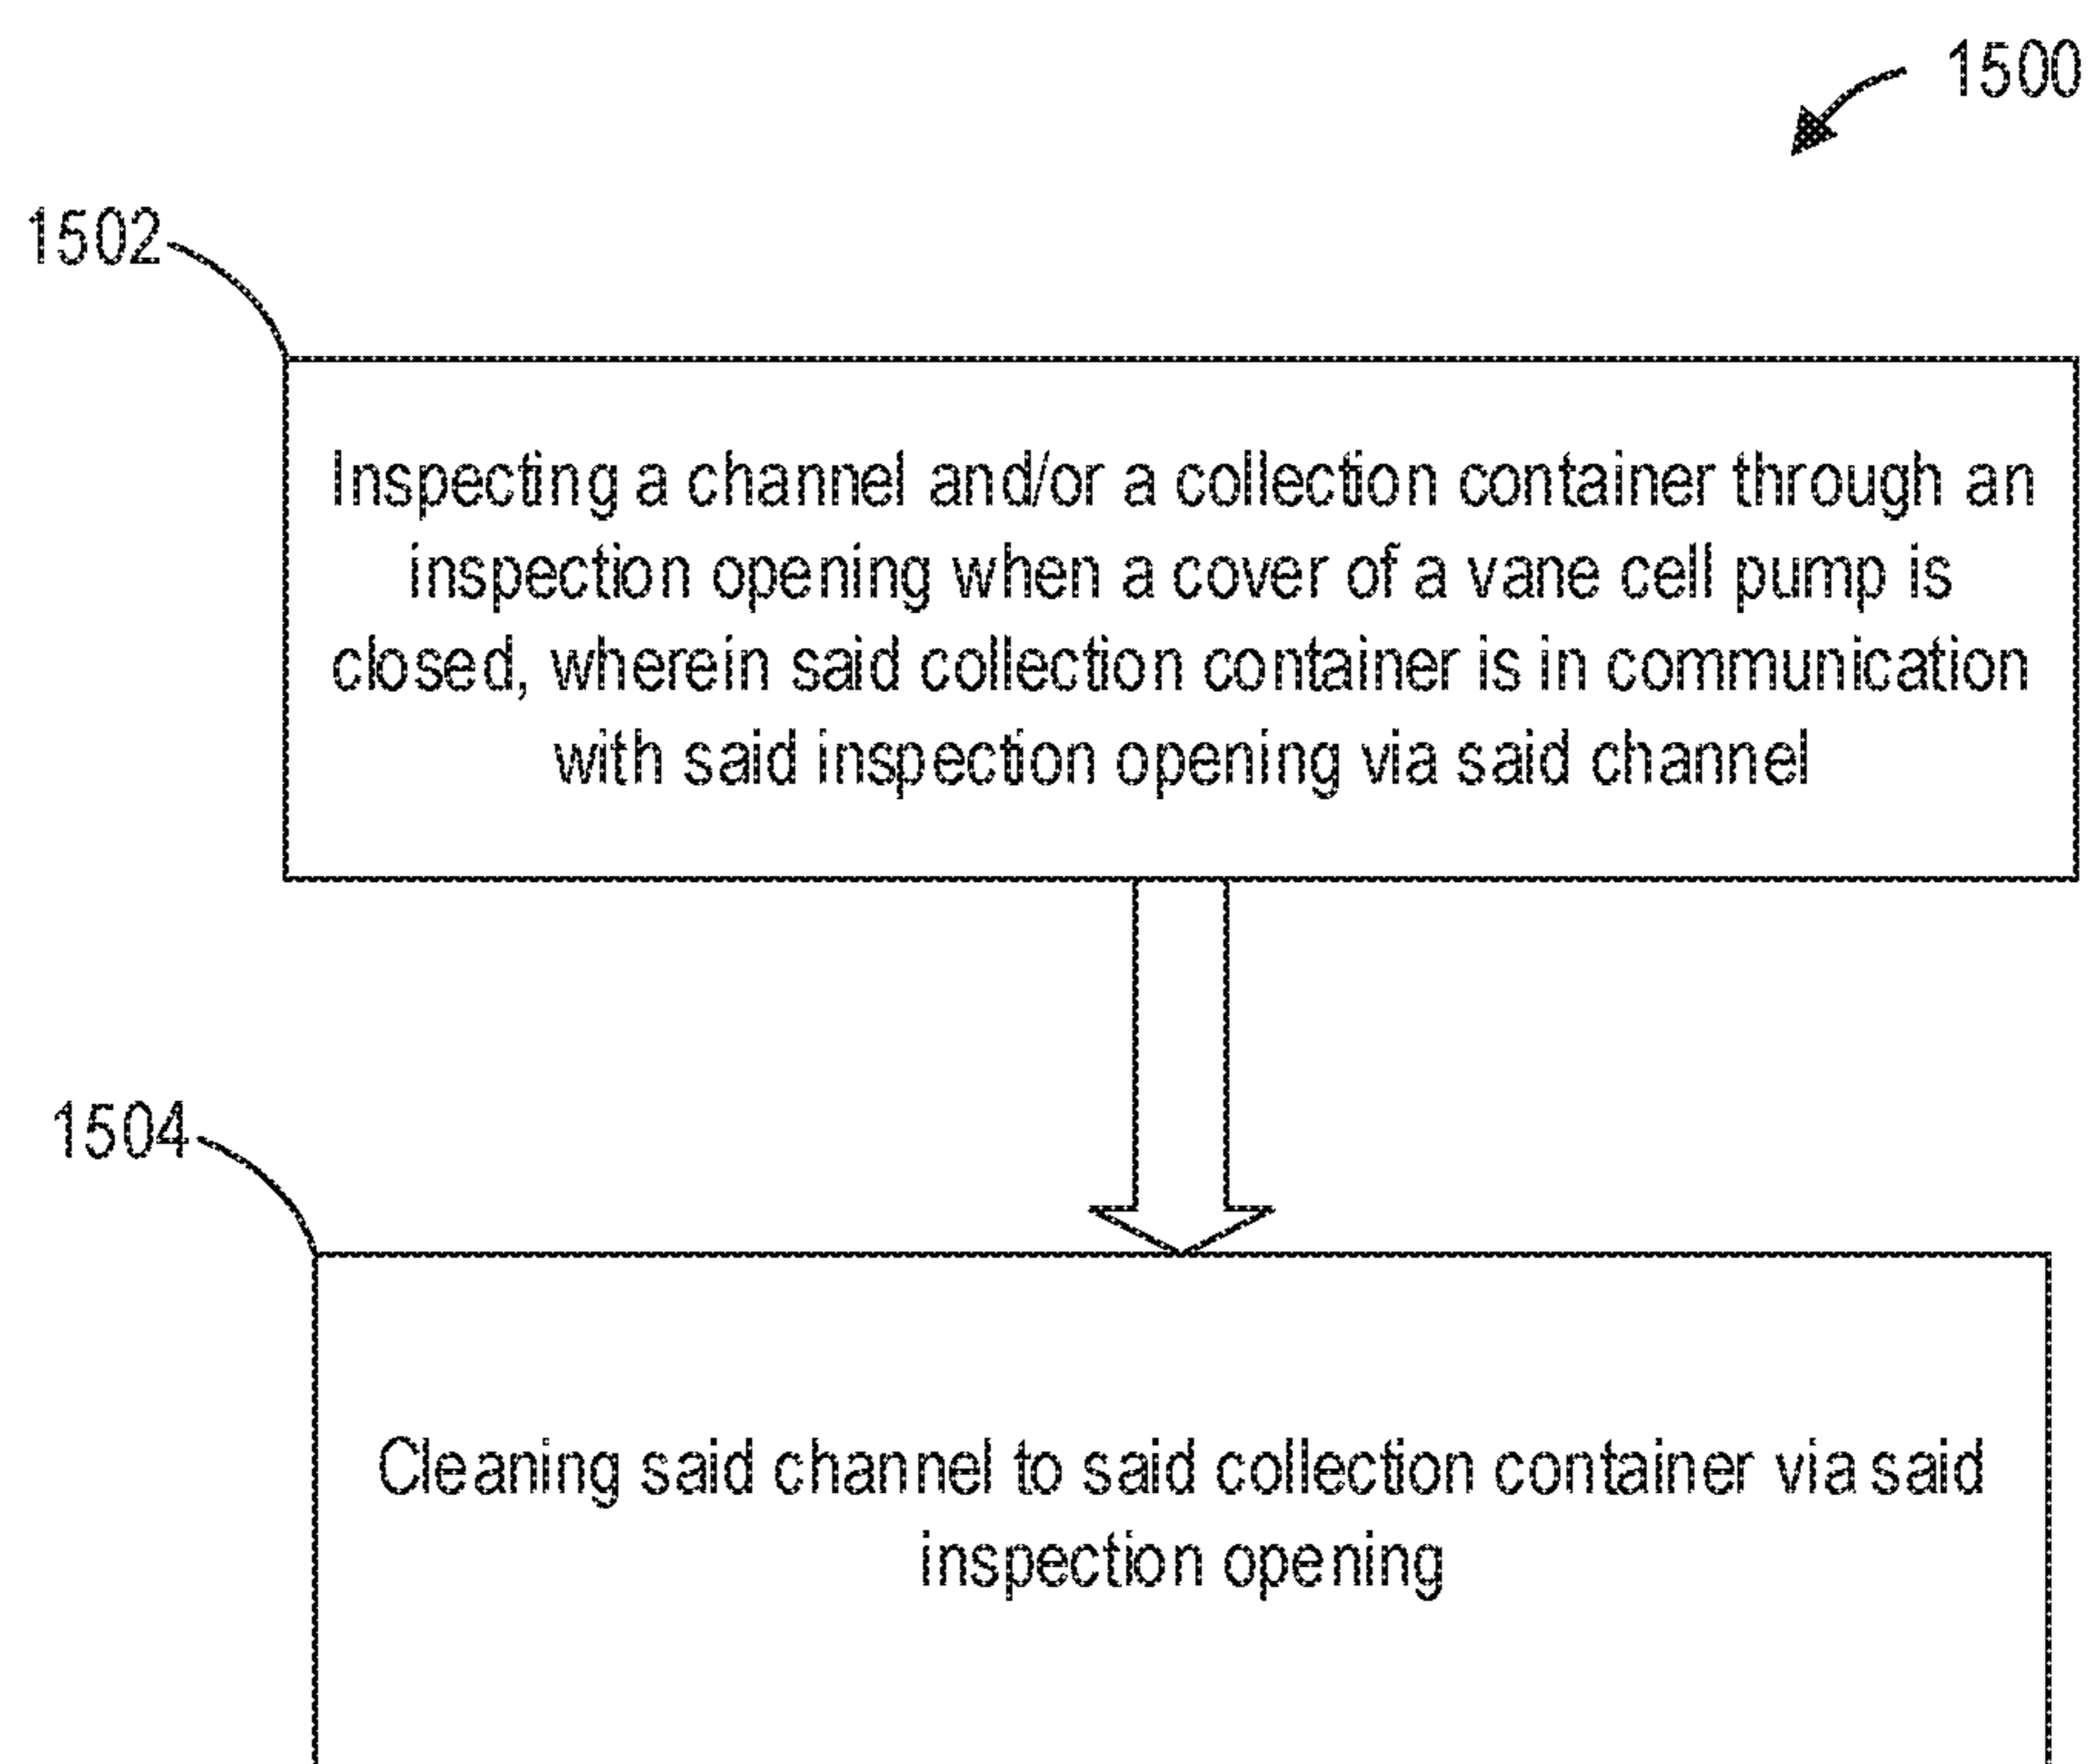 1500
1502
Inspecting a channel and/or a collection container through an
inspection opening when a cover of a vane cell pump is
closed, wherein said collection container is in communication
with said inspection opening via said channel
1504
Cleaning said channel to said collection container via said
inspection opening